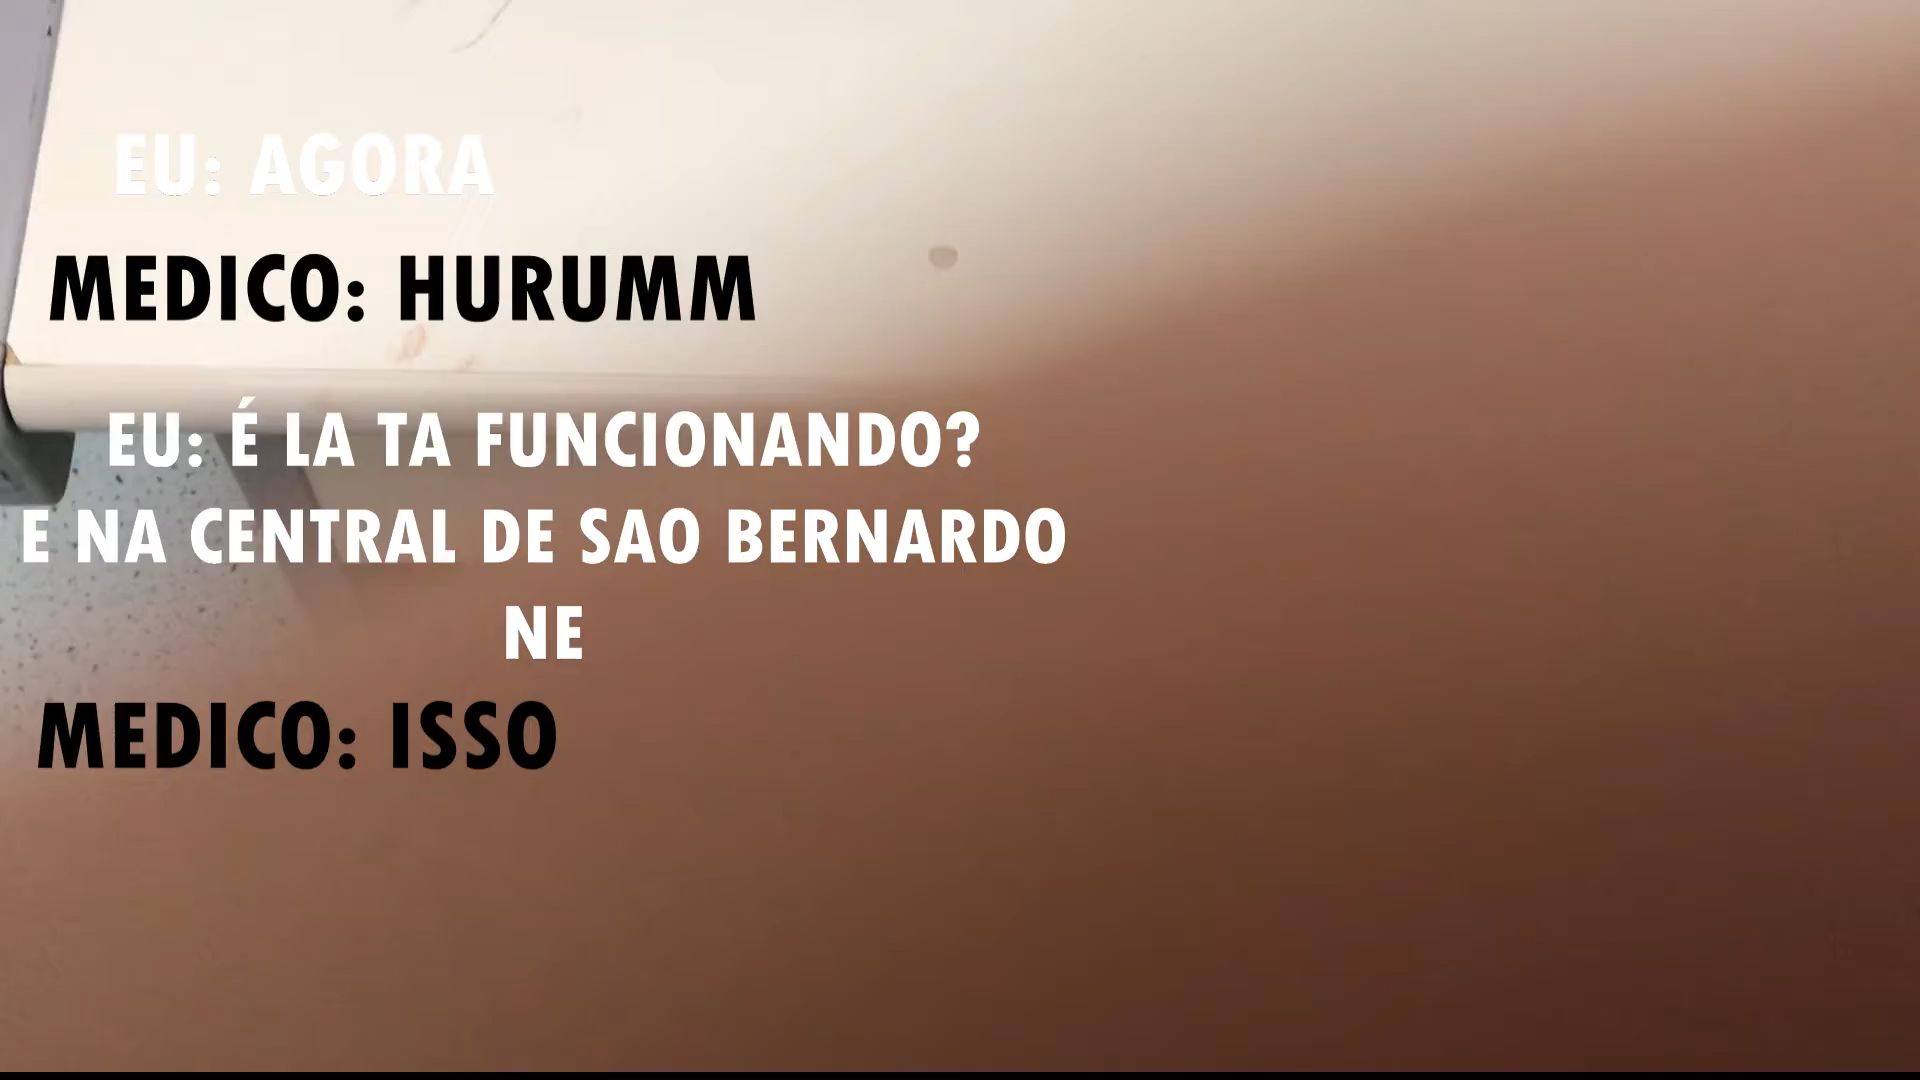 EU: AGORA
MEDICO: HURUMM
EU: É LA TA FUNCIONANDO?
E NA CENTRAL DE SAO BERNARDO
NE
MEDICO: ISSO